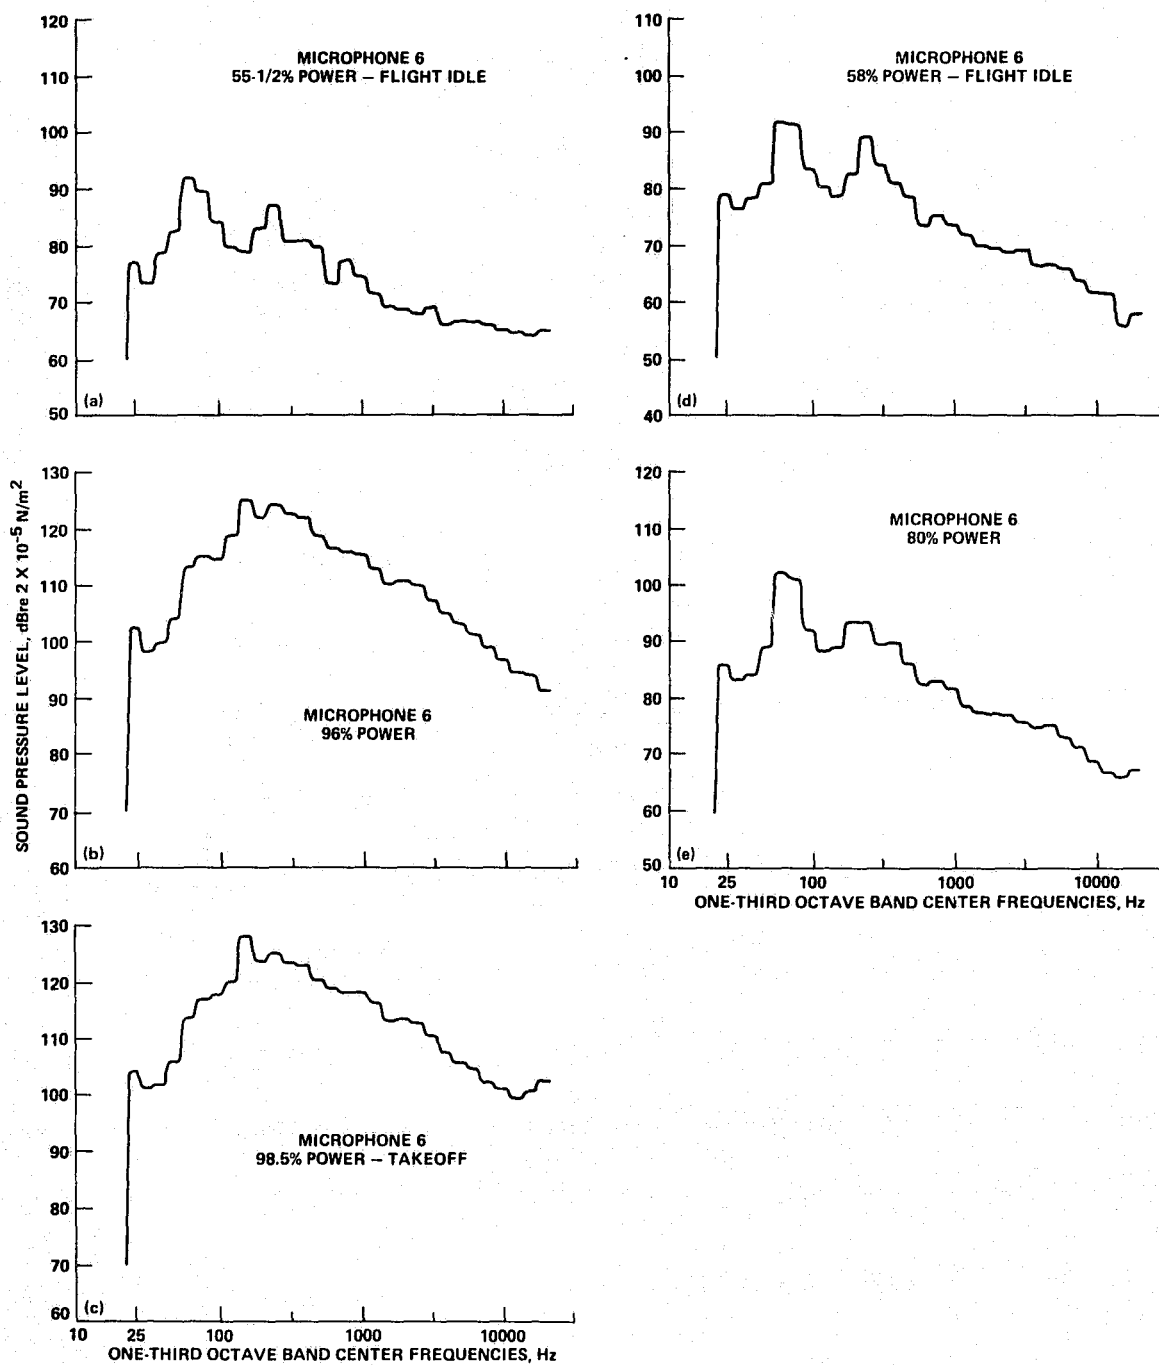 120
110
100
90
80
70
60
50
MICROPHONE 6
55-1/2% POWER – FLIGHT IDLE
(a)
110
100
90
80
70
60
50
40
MICROPHONE 6
58% POWER – FLIGHT IDLE
(d)
SOUND PRESSURE LEVEL, dBre 2 X 10⁻⁵ N/m²
130
120
110
100
90
80
70
60
MICROPHONE 6
96% POWER
(b)
120
110
100
90
80
70
60
50
MICROPHONE 6
80% POWER
(e)
10 25 100 1000 10000
ONE-THIRD OCTAVE BAND CENTER FREQUENCIES, Hz
130
120
110
100
90
80
70
60
MICROPHONE 6
98.5% POWER – TAKEOFF
(c)
10 25 100 1000 10000
ONE-THIRD OCTAVE BAND CENTER FREQUENCIES, Hz